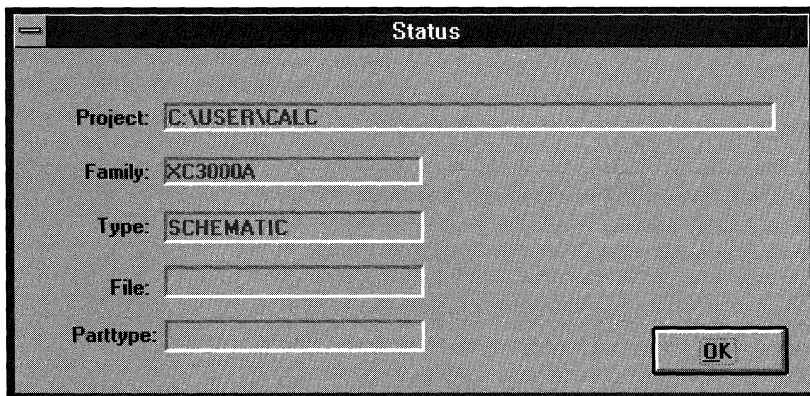 Status
Project: C:\USER\CALC
Family: XC3000A
Type: SCHEMATIC
File:
Parttype:
OK